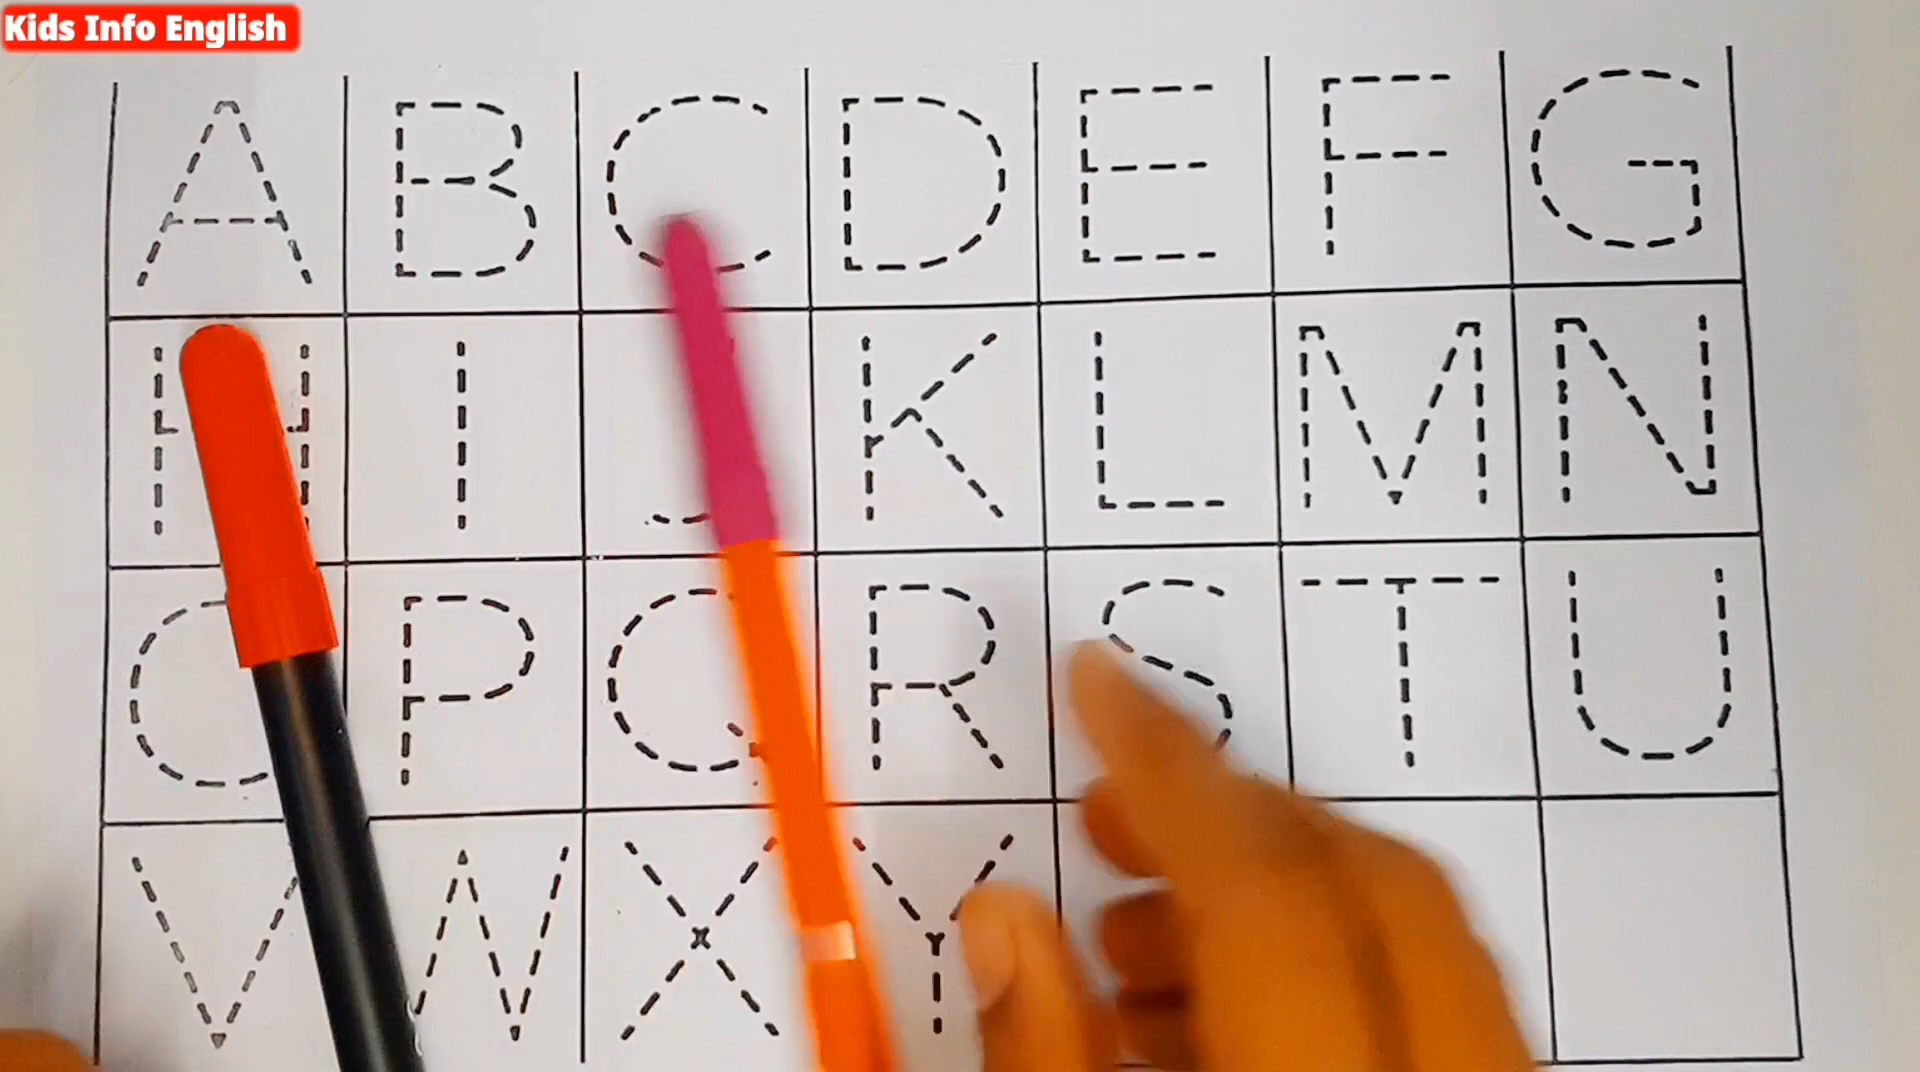 Kids Info English
A B C D E F G
H I J K L M N
O P Q R S T U
V W X Y